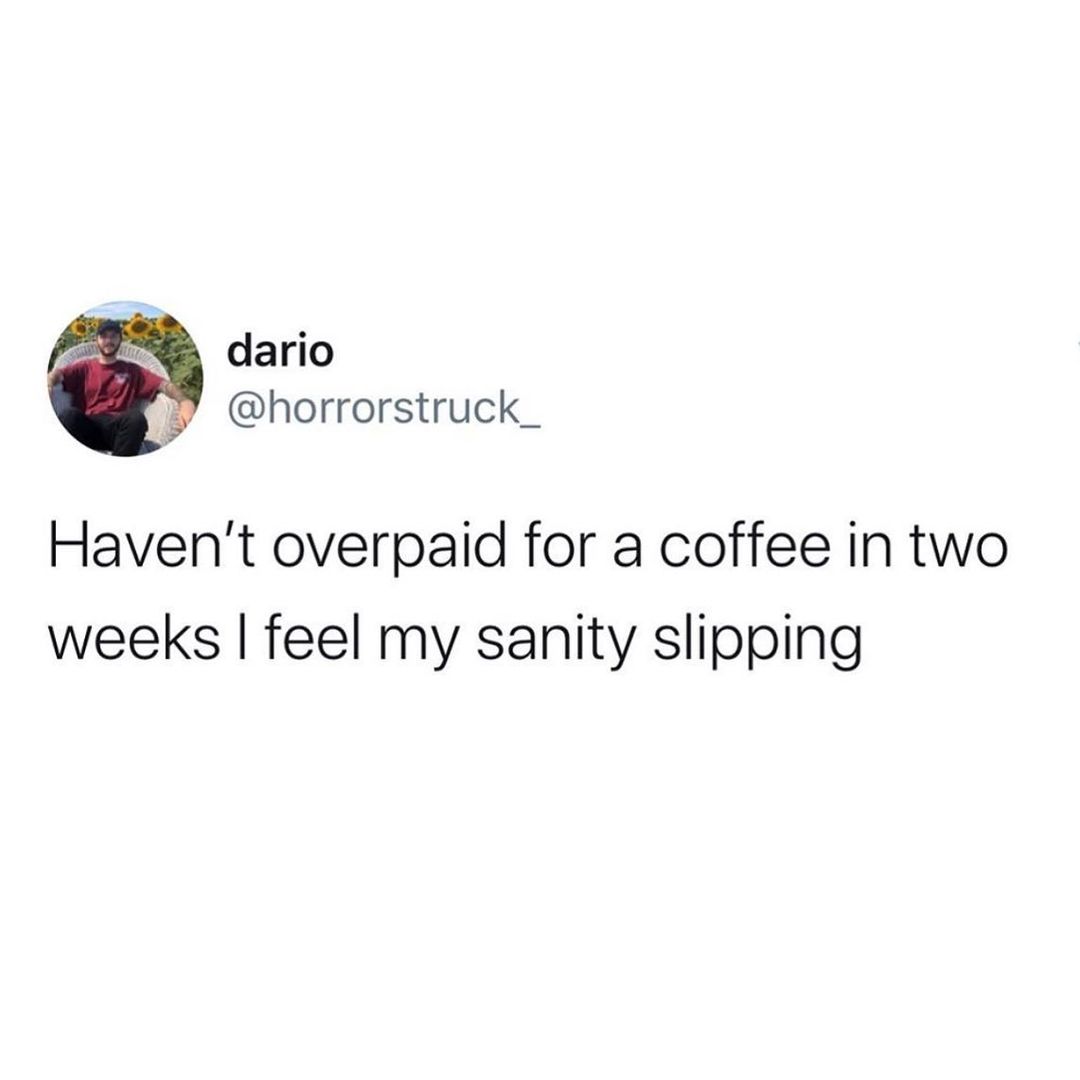 dario
@horrorstruck_
Haven’t overpaid for a coffee in two
weeks I feel my sanity slipping